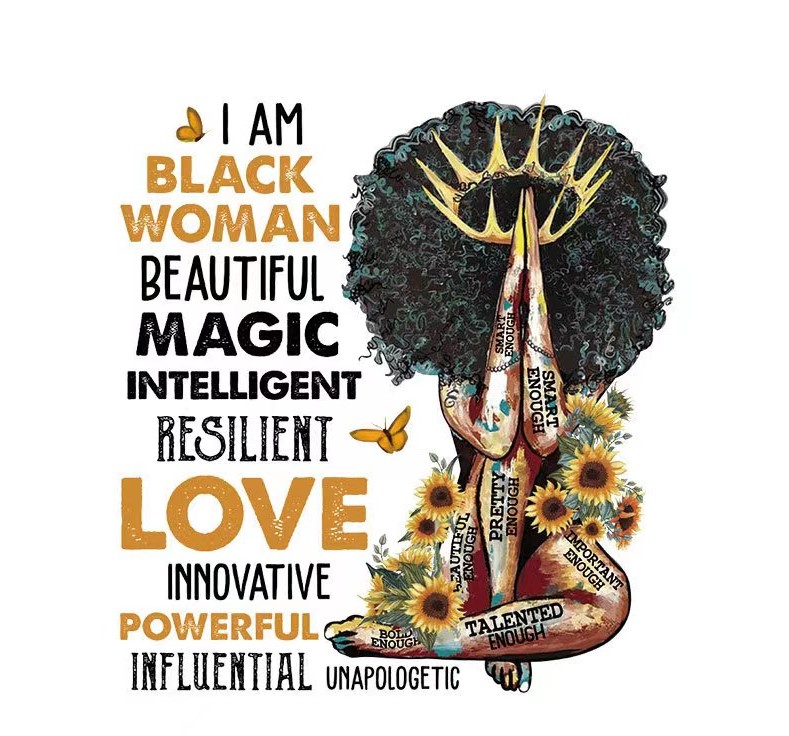 I AM
BLACK
WOMAN
BEAUTIFUL
MAGIC
INTELLIGENT
RESILIENT
LOVE
INNOVATIVE
POWERFUL
INFLUENTIAL UNAPOLOGETIC
SMART
ENOUGH
SMART
ENOUGH
PRETTY
ENOUGH
BEAUTIFUL
ENOUGH
IMPORTANT
ENOUGH
TALENTED
ENOUGH
BOLD
ENOUGH